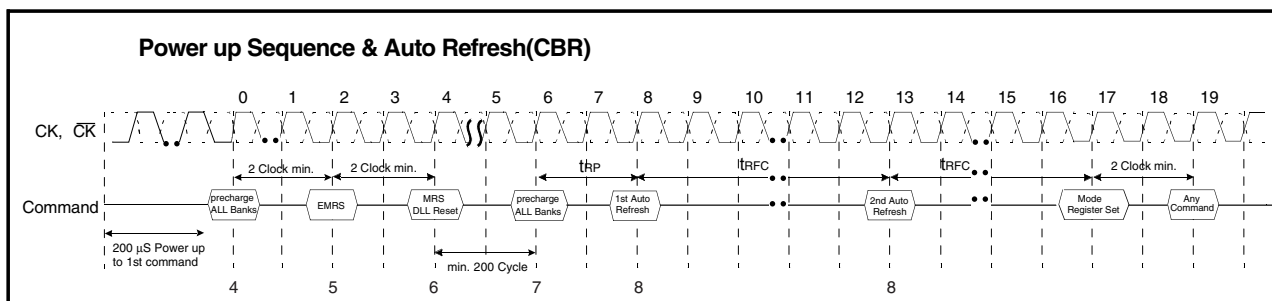 Power up Sequence & Auto Refresh(CBR)
0 1 2 3 4 5 6 7 8 9 10 11 12 13 14 15 16 17 18 19
CK, CK
2 Clock min. 2 Clock min. tRP tRFC tRFC 2 Clock min.
Command
precharge
ALL Banks
EMRS
MRS
DLL Reset
precharge
ALL Banks
1st Auto
Refresh
2nd Auto
Refresh
Mode
Register Set
Any
Command
200 µS Power up
to 1st command
min. 200 Cycle
4 5 6 7 8 8